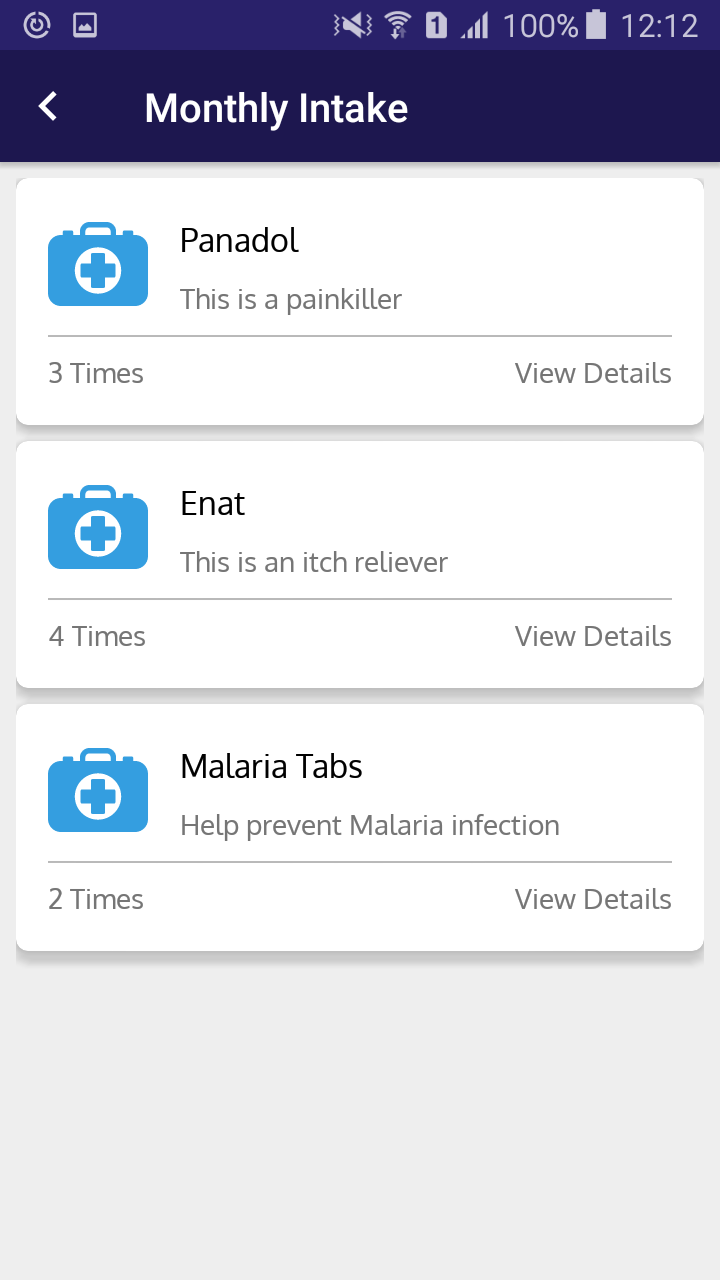 1 100% 12:12
Monthly Intake
Panadol
This is a painkiller
3 Times View Details
Enat
This is an itch reliever
4 Times View Details
Malaria Tabs
Help prevent Malaria infection
2 Times View Details